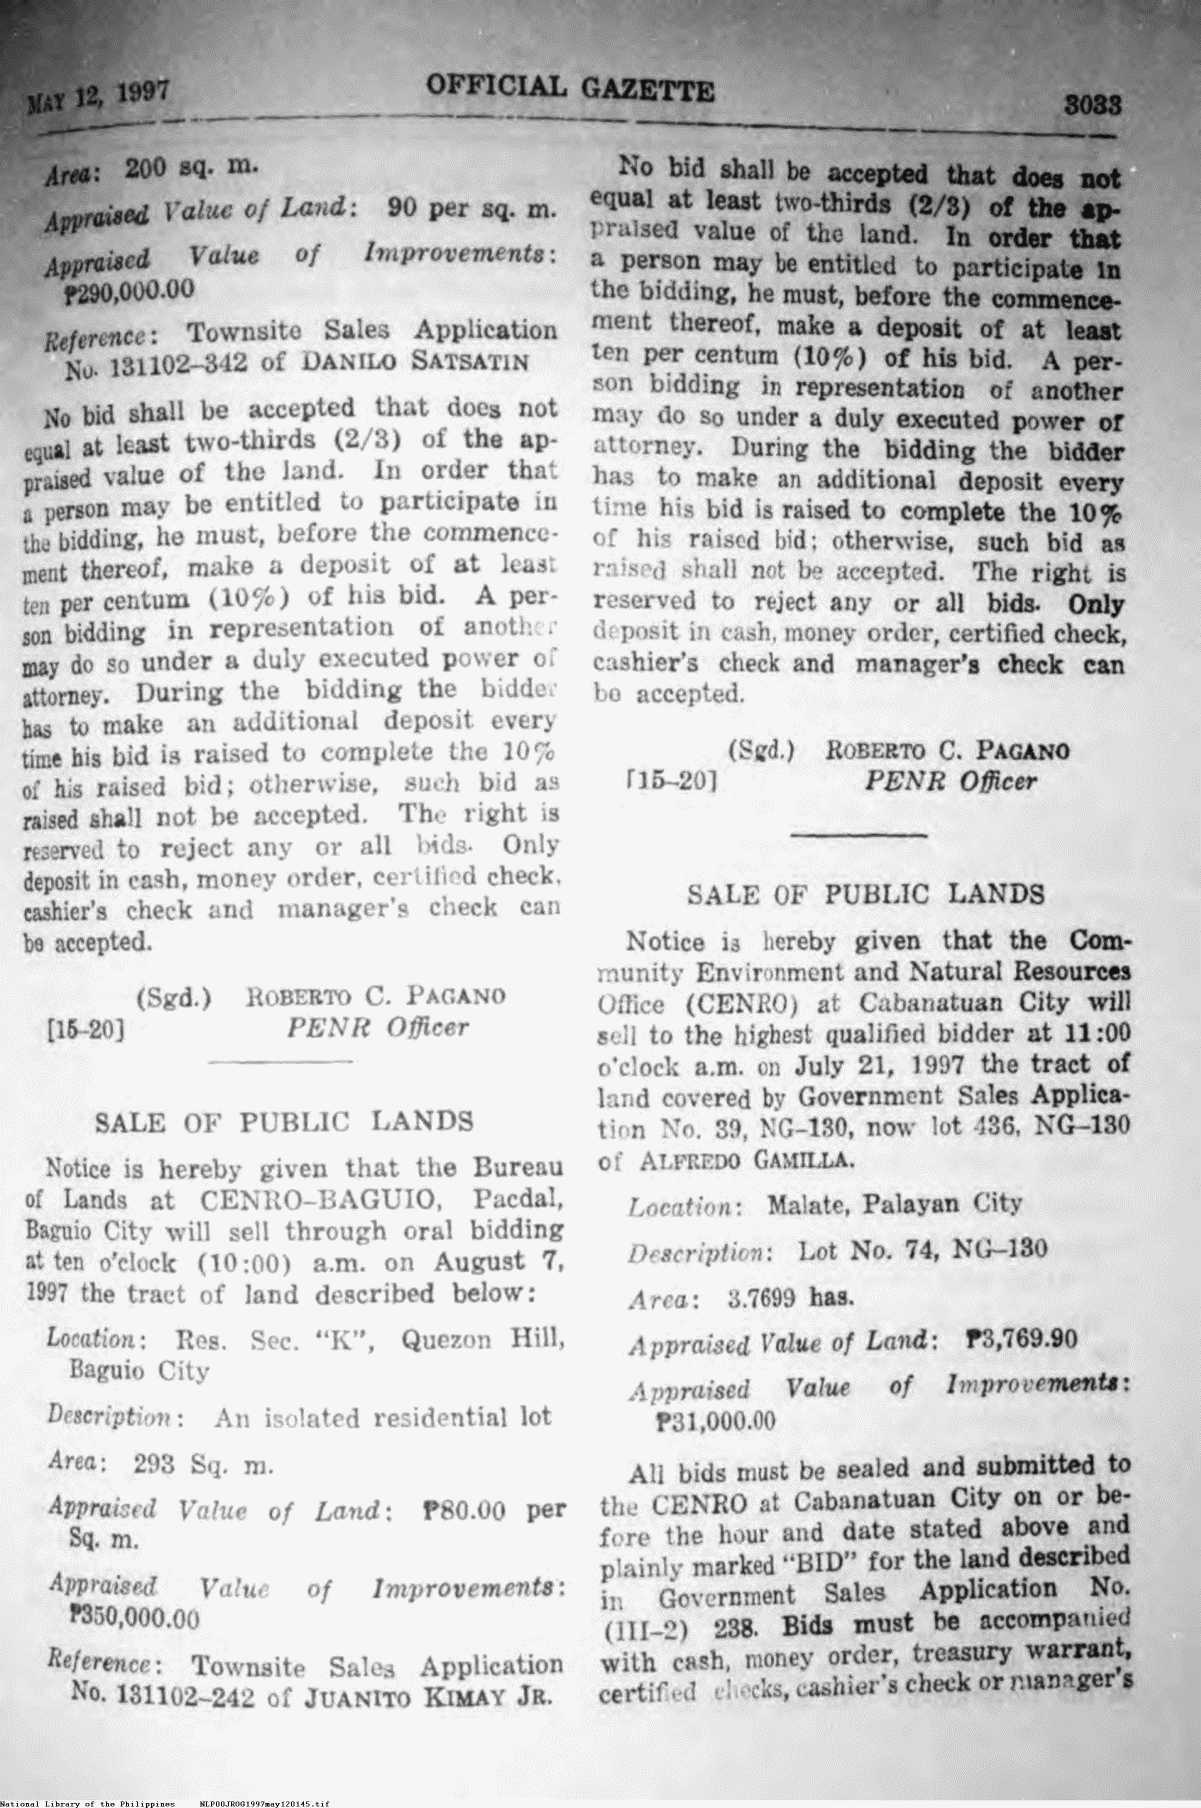 MAY 12, 1997
OFFICIAL GAZETTE
3033
Area: 200 sq. m.
Appraised Value of Land: 90 per sq. m.
Appraised Value of Improvements:
₱290,000.00
Reference: Townsite Sales Application
No. 131102–342 of DANILO SATSATIN
No bid shall be accepted that does not
equal at least two-thirds (2/3) of the ap-
praised value of the land. In order that
a person may be entitled to participate in
the bidding, he must, before the commence-
ment thereof, make a deposit of at least
ten per centum (10%) of his bid. A per-
son bidding in representation of another
may do so under a duly executed power of
attorney. During the bidding the bidder
has to make an additional deposit every
time his bid is raised to complete the 10%
of his raised bid; otherwise, such bid as
raised shall not be accepted. The right is
reserved to reject any or all bids. Only
deposit in cash, money order, certified check,
cashier's check and manager's check can
be accepted.
(Sgd.) ROBERTO C. PAGANO
[15–20] PENR Officer
SALE OF PUBLIC LANDS
Notice is hereby given that the Bureau
of Lands at CENRO–BAGUIO, Pacdal,
Baguio City will sell through oral bidding
at ten o'clock (10:00) a.m. on August 7,
1997 the tract of land described below:
Location: Res. Sec. "K", Quezon Hill,
Baguio City
Description: An isolated residential lot
Area: 293 Sq. m.
Appraised Value of Land: ₱80.00 per
Sq. m.
Appraised Value of Improvements:
₱350,000.00
Reference: Townsite Sales Application
No. 131102–242 of JUANITO KIMAY JR.
No bid shall be accepted that does not
equal at least two-thirds (2/3) of the ap-
praised value of the land. In order that
a person may be entitled to participate in
the bidding, he must, before the commence-
ment thereof, make a deposit of at least
ten per centum (10%) of his bid. A per-
son bidding in representation of another
may do so under a duly executed power of
attorney. During the bidding the bidder
has to make an additional deposit every
time his bid is raised to complete the 10%
of his raised bid; otherwise, such bid as
raised shall not be accepted. The right is
reserved to reject any or all bids. Only
deposit in cash, money order, certified check,
cashier's check and manager's check can
be accepted.
(Sgd.) ROBERTO C. PAGANO
[15–20] PENR Officer
SALE OF PUBLIC LANDS
Notice is hereby given that the Com-
munity Environment and Natural Resources
Office (CENRO) at Cabanatuan City will
sell to the highest qualified bidder at 11:00
o'clock a.m. on July 21, 1997 the tract of
land covered by Government Sales Applica-
tion No. 39, NG–130, now lot 436, NG–130
of ALFREDO GAMILLA.
Location: Malate, Palayan City
Description: Lot No. 74, NG–130
Area: 3.7699 has.
Appraised Value of Land: ₱3,769.90
Appraised Value of Improvements:
₱31,000.00
All bids must be sealed and submitted to
the CENRO at Cabanatuan City on or be-
fore the hour and date stated above and
plainly marked "BID" for the land described
in Government Sales Application No.
(III–2) 238. Bids must be accompanied
with cash, money order, treasury warrant,
certified checks, cashier's check or manager's
National Library of the Philippines NLPOGJROG1997may120145.tif